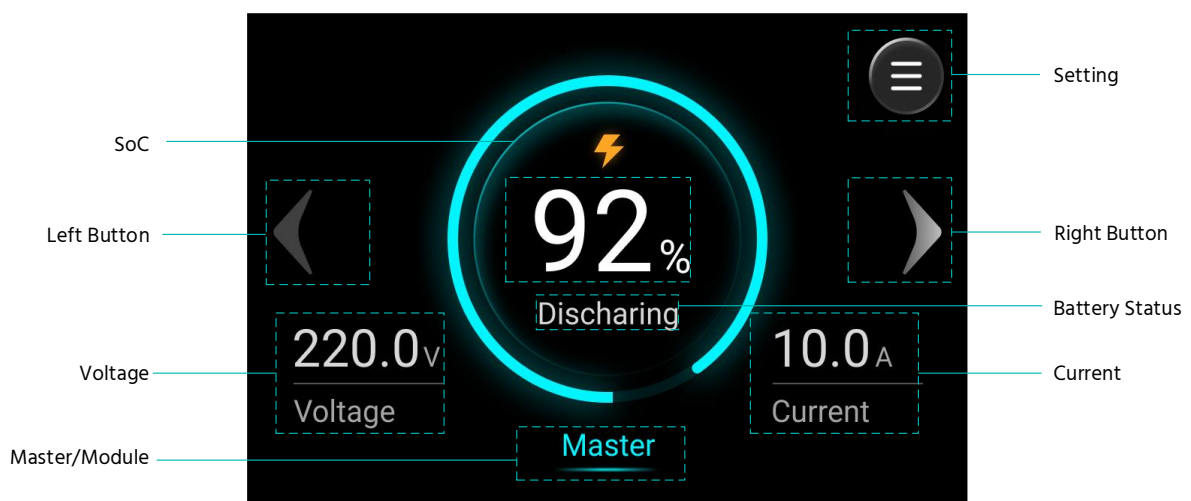 Setting
SoC
92%
Left Button
Right Button
Discharing
Battery Status
220.0V
10.0A
Voltage
Current
Voltage
Current
Master
Master/Module